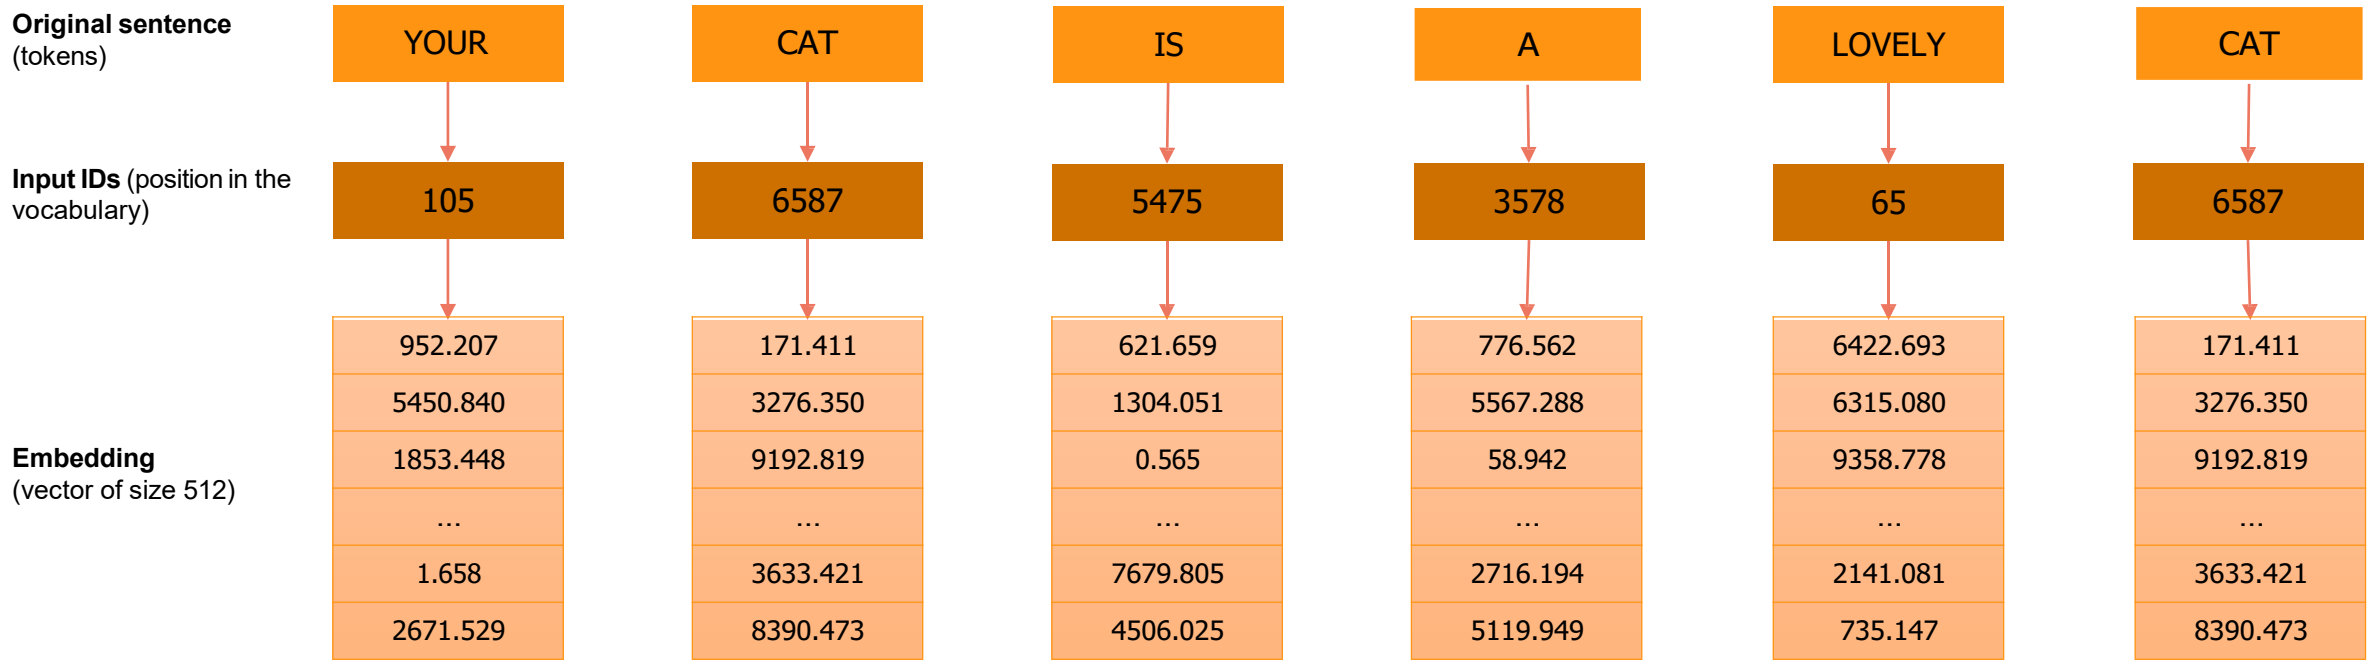 Original sentence
(tokens)
YOUR CAT IS A LOVELY CAT
Input IDs (position in the
vocabulary)
105 6587 5475 3578 65 6587
Embedding
(vector of size 512)
952.207 171.411 621.659 776.562 6422.693 171.411
5450.840 3276.350 1304.051 5567.288 6315.080 3276.350
1853.448 9192.819 0.565 58.942 9358.778 9192.819
... ... ... ... ... ...
1.658 3633.421 7679.805 2716.194 2141.081 3633.421
2671.529 8390.473 4506.025 5119.949 735.147 8390.473